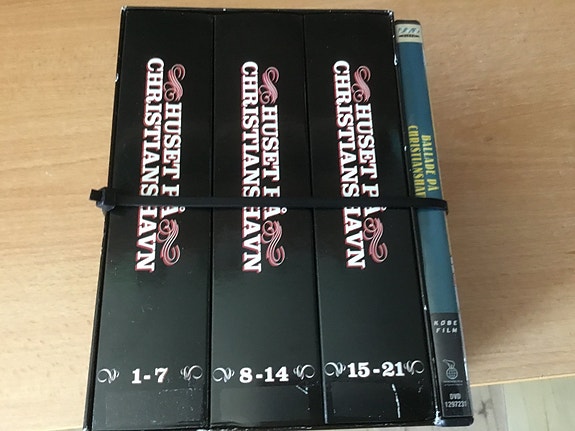 HUSET PÅ
CHRISTIANSHAVN
1-7
HUSET PÅ
CHRISTIANSHAVN
8-14
HUSET PÅ
CHRISTIANSHAVN
15-21
BALLADE PÅ
CHRISTIANSHAV
KOBE
FILM
DVD